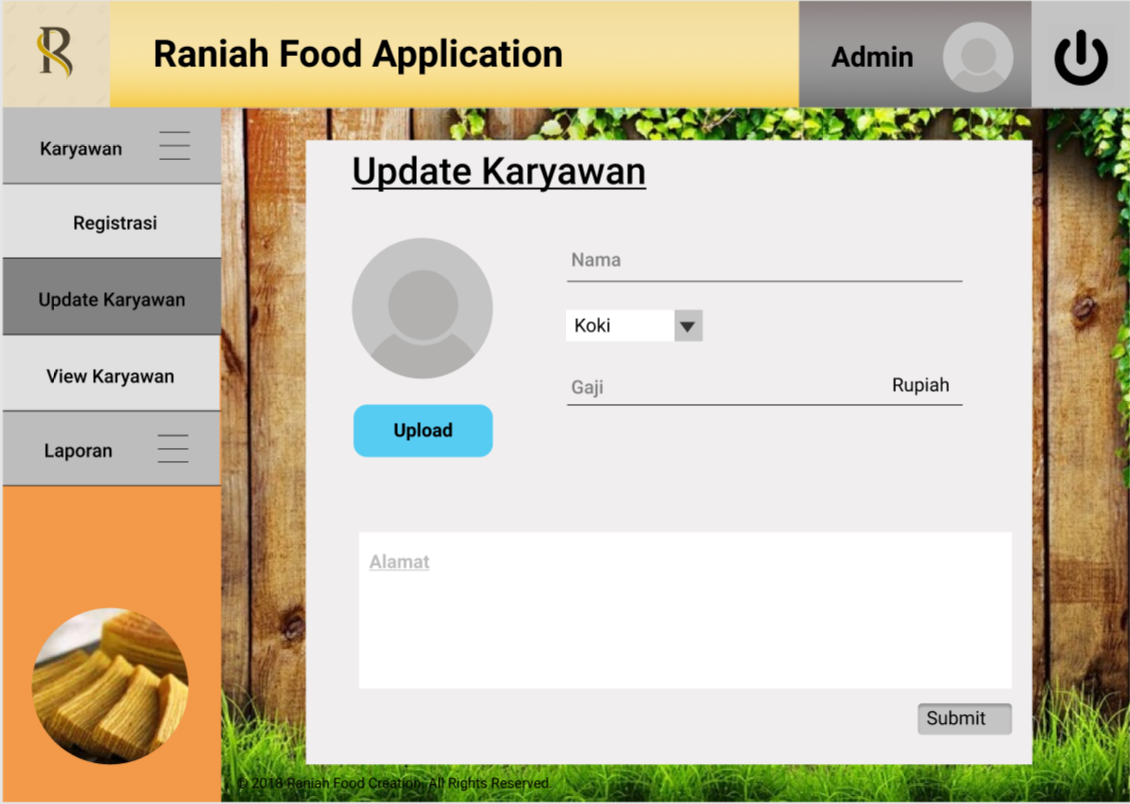 R
Raniah Food Application
Admin
Karyawan
Registrasi
Update Karyawan
View Karyawan
Laporan
Update Karyawan
Nama
Koki
Gaji
Rupiah
Upload
Alamat
Submit
© 2018 Raniah Food Creation. All Rights Reserved.